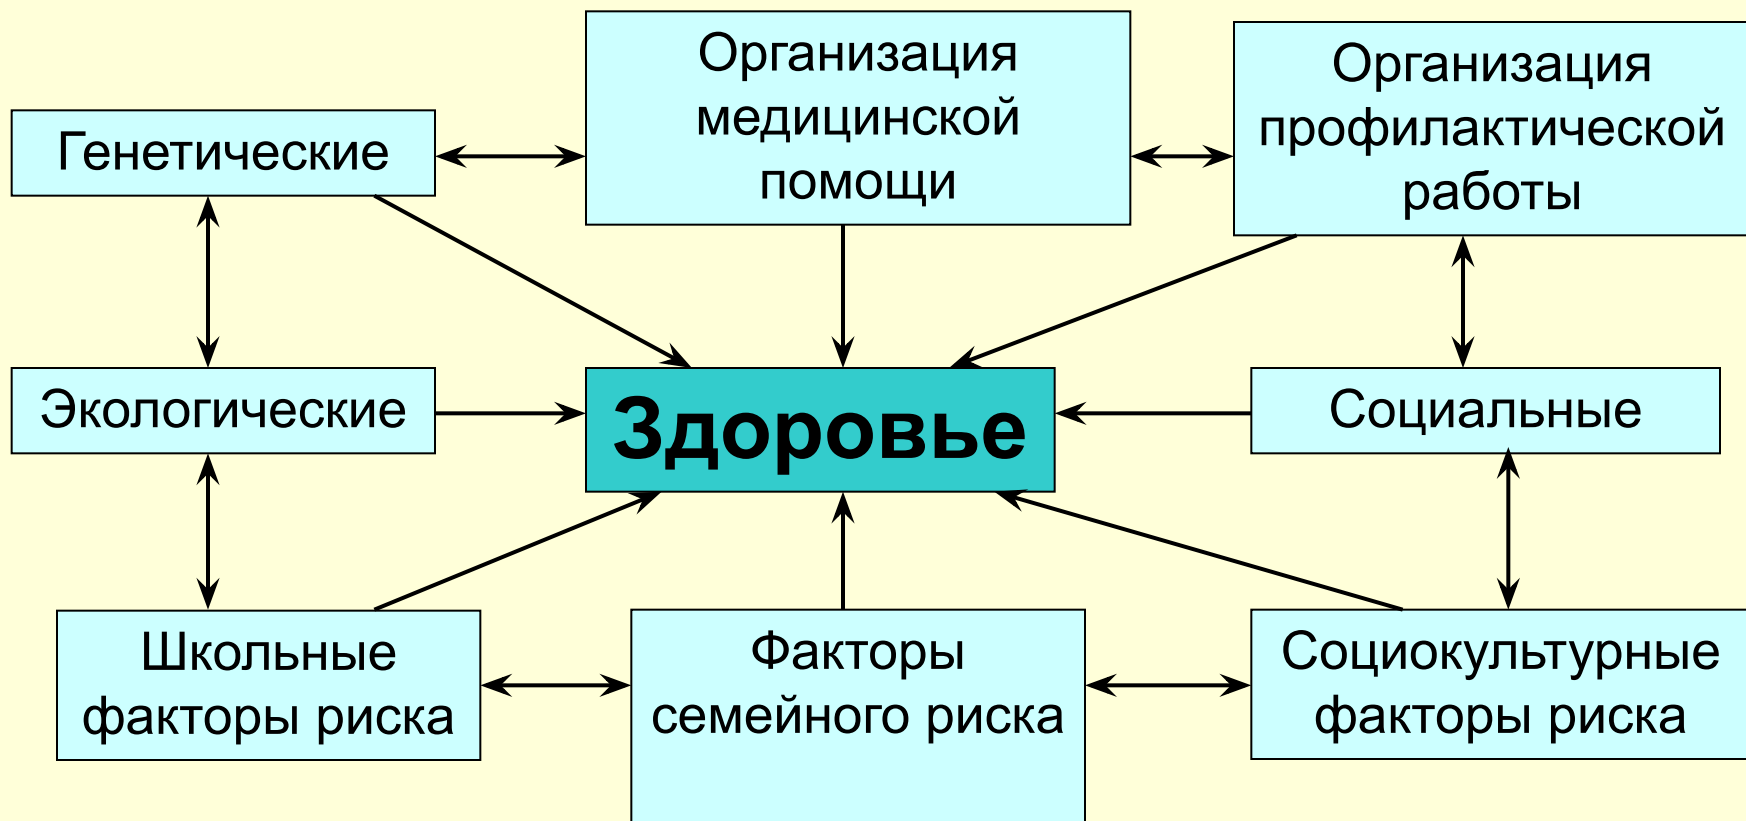 Генетические
Организация
медицинской
помощи
Организация
профилактической
работы
Экологические
Здоровье
Социальные
Школьные
факторы риска
Факторы
семейного риска
Социокультурные
факторы риска